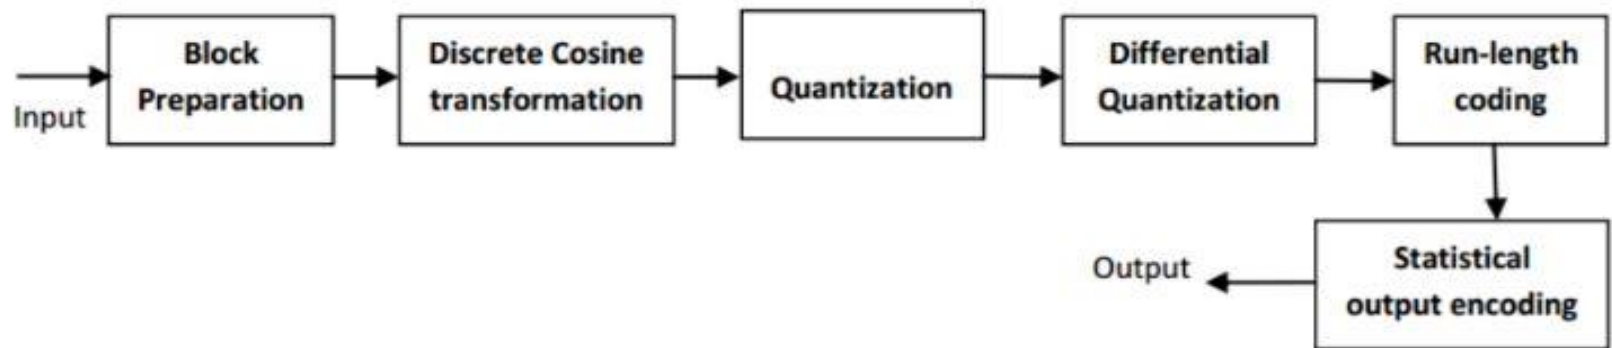 Input
Block
Preparation
Discrete Cosine
transformation
Quantization
Differential
Quantization
Run-length
coding
Statistical
output encoding
Output